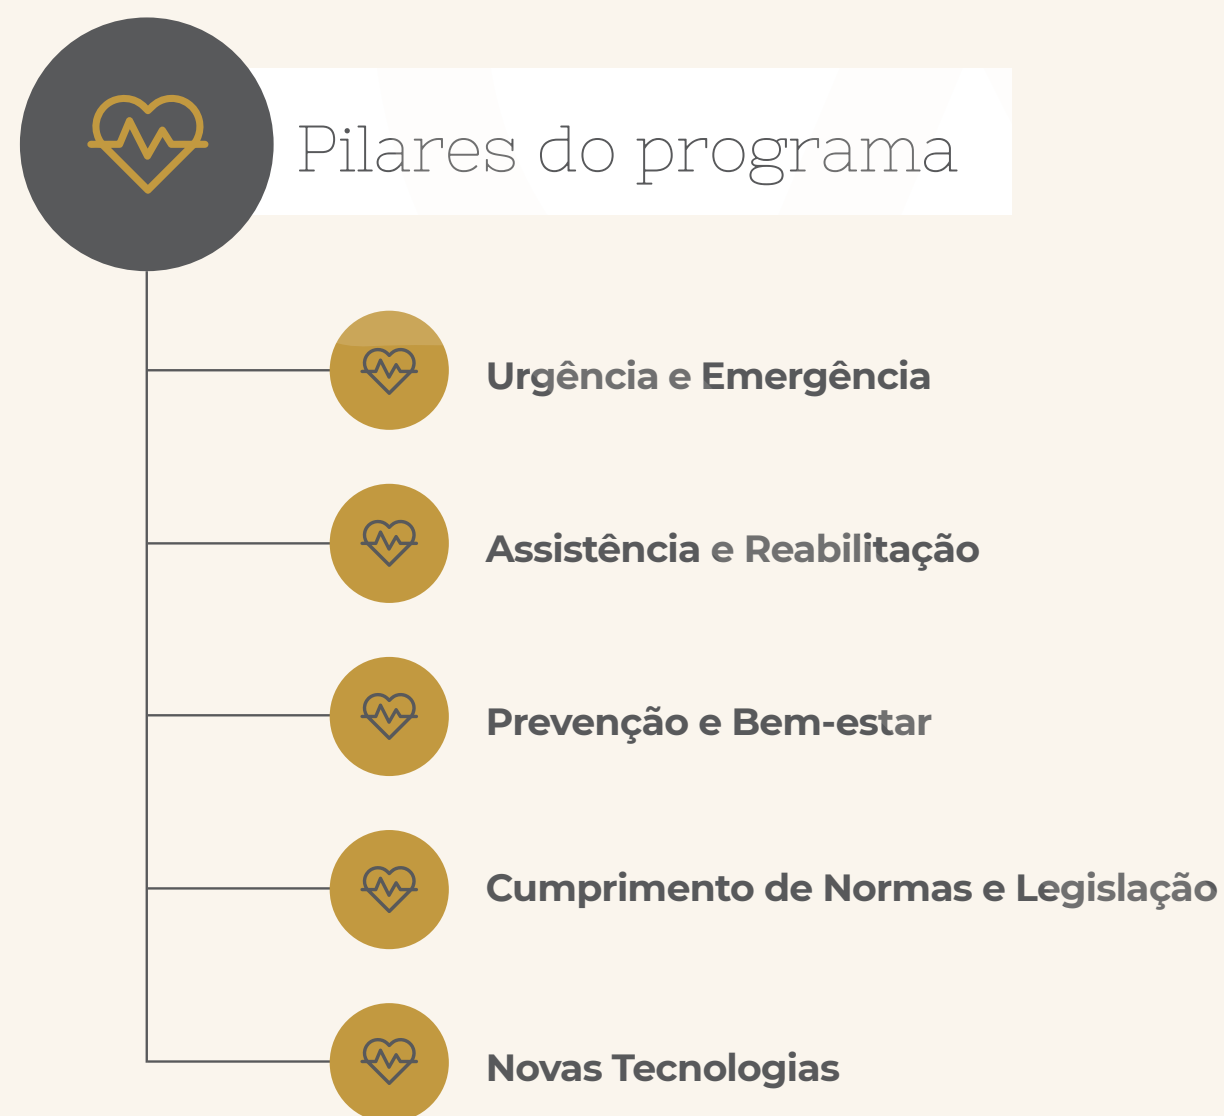 Pilares do programa
Urgência e Emergência
Assistência e Reabilitação
Prevenção e Bem-estar
Cumprimento de Normas e Legislação
Novas Tecnologias